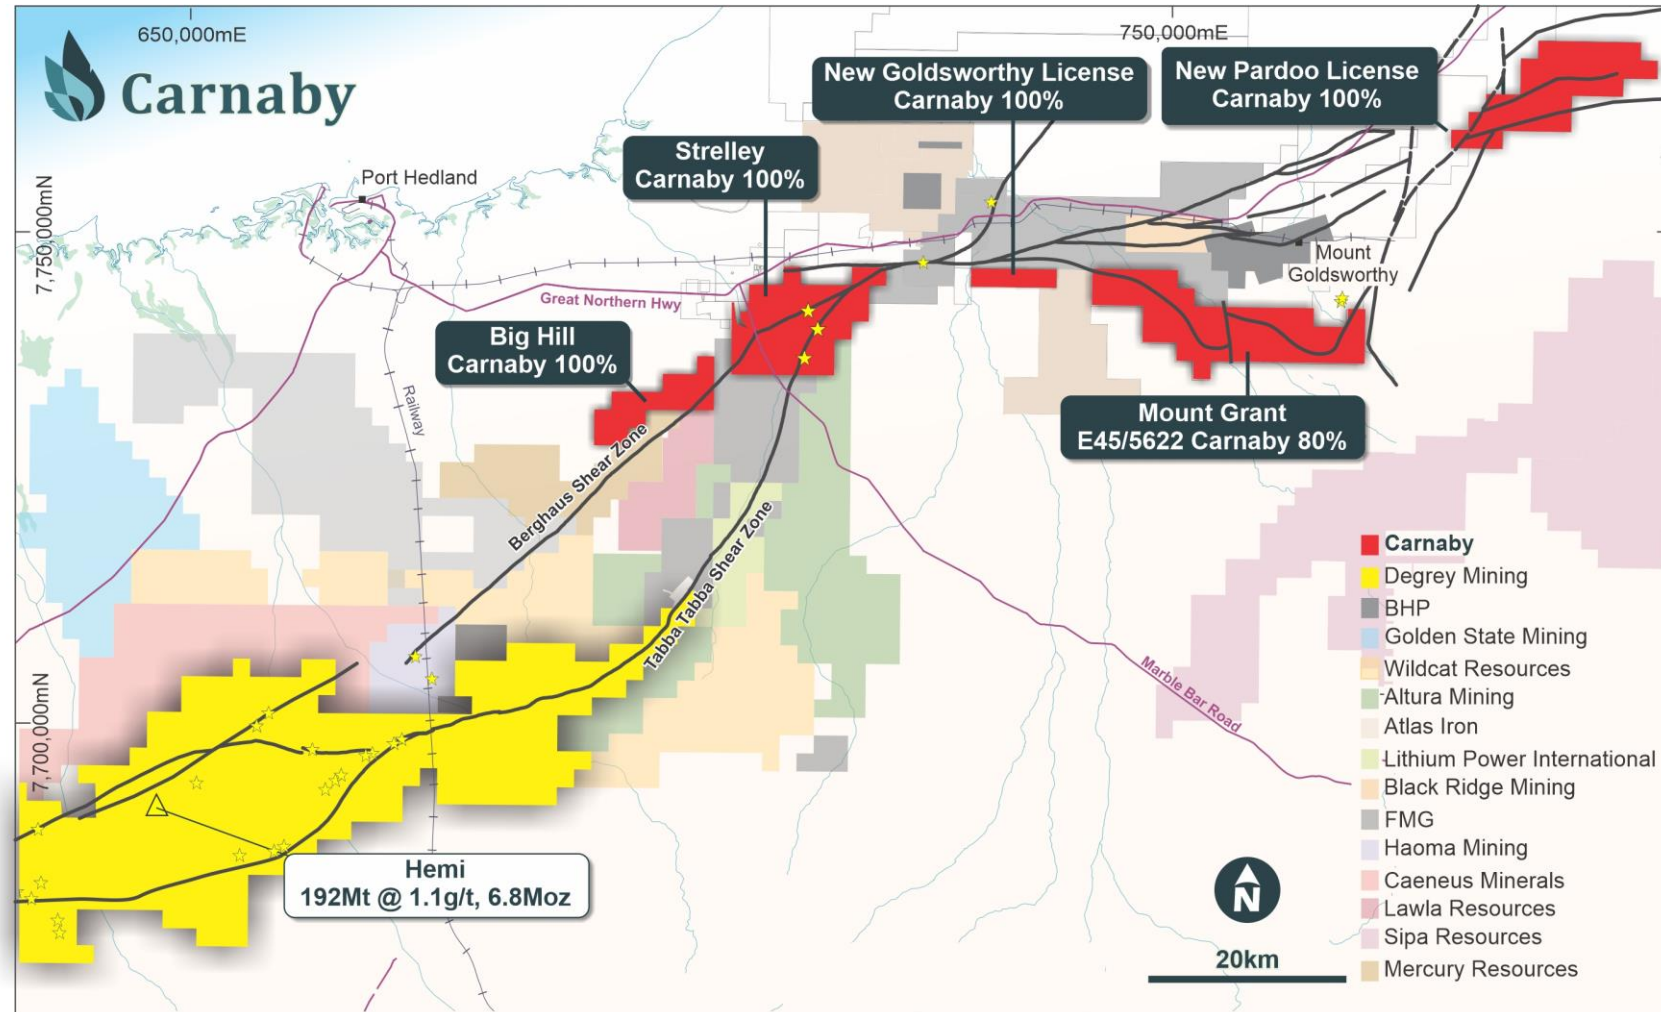 650,000mE
750,000mE
Carnaby
New Goldsworthy License
Carnaby 100%
New Pardoo License
Carnaby 100%
Strelley
Carnaby 100%
Port Hedland
7,750,000mN
Mount
Goldsworthy
Great Northern Hwy
Big Hill
Carnaby 100%
Railway
Mount Grant
E45/5622 Carnaby 80%
Berghaus Shear Zone
Tabba Tabba Shear Zone
Marble Bar Road
7,700,000mN
Hemi
192Mt @ 1.1g/t, 6.8Moz
Carnaby
Degrey Mining
BHP
Golden State Mining
Wildcat Resources
Altura Mining
Atlas Iron
Lithium Power International
Black Ridge Mining
FMG
Haoma Mining
Caeneus Minerals
Lawla Resources
Sipa Resources
Mercury Resources
N
20km